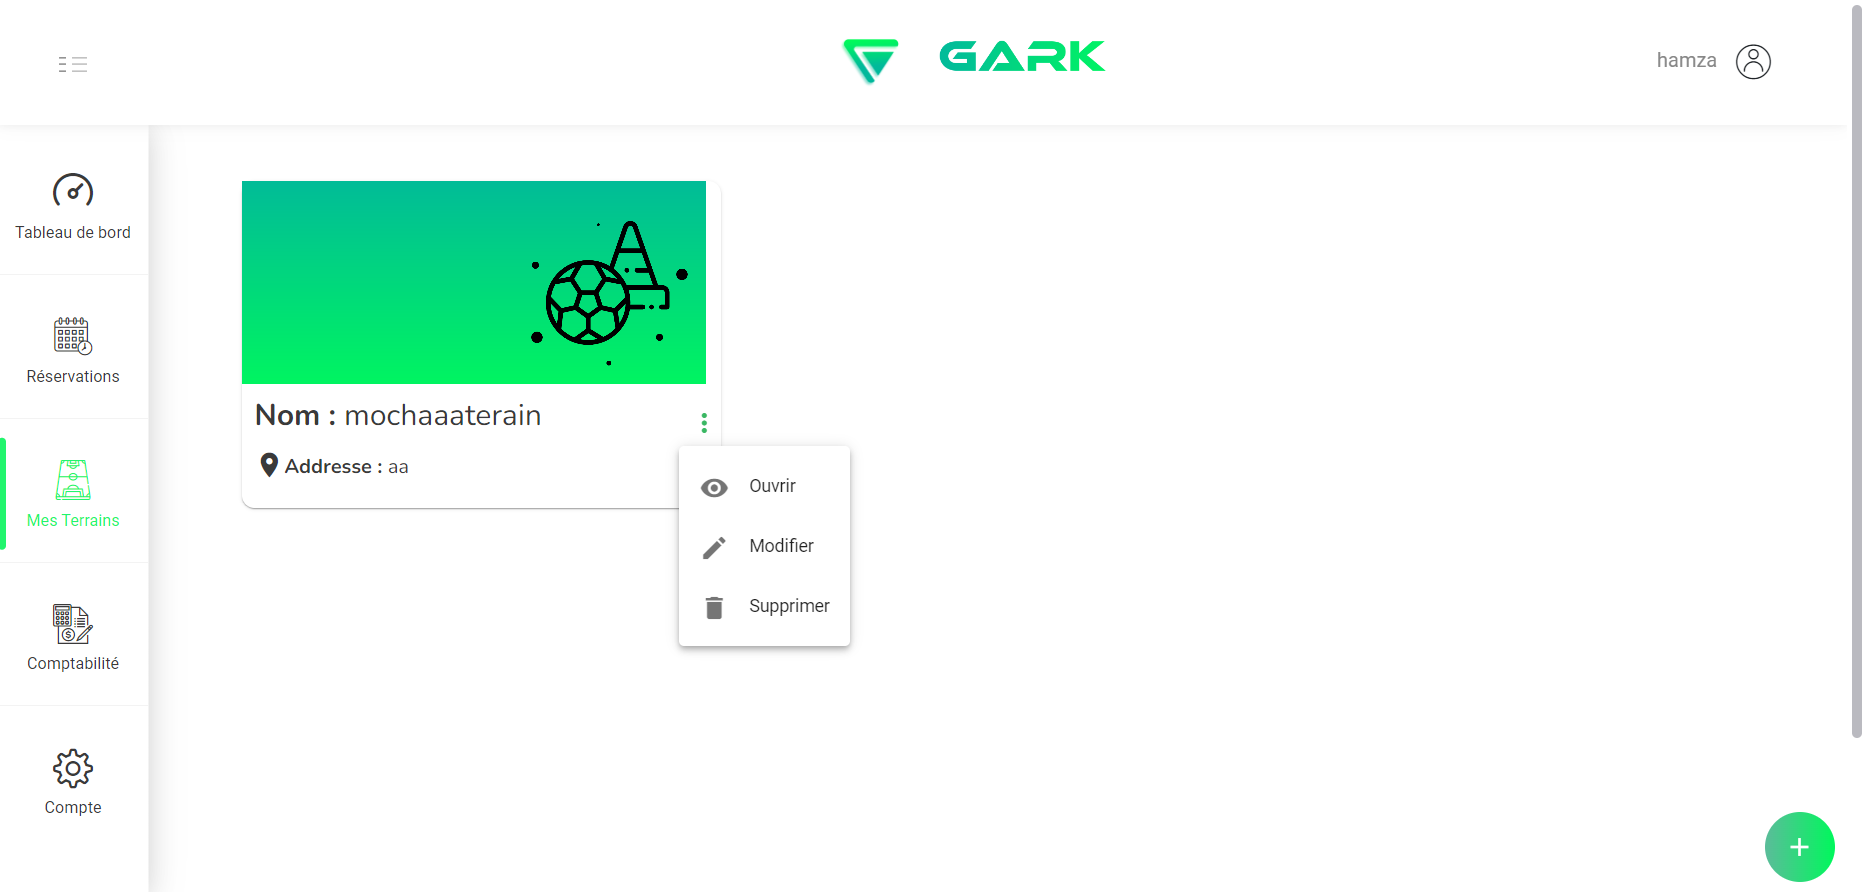 GARK
hamza
Tableau de bord
Réservations
Mes Terrains
Comptabilité
Compte
Nom : mochaaaterain
Addresse : aa
Ouvrir
Modifier
Supprimer
+